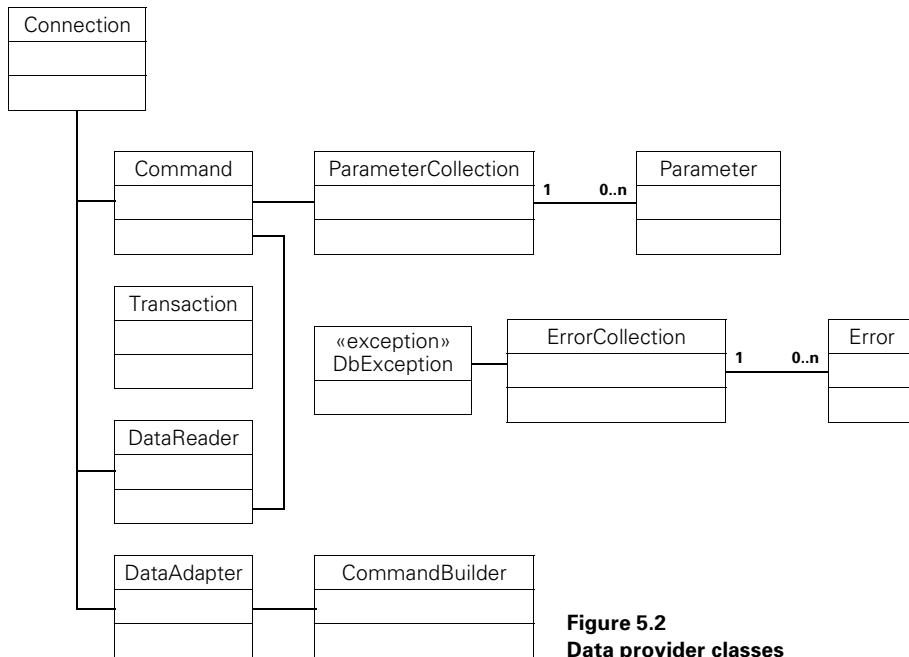 Connection
Command
ParameterCollection
1
0..n
Parameter
Transaction
«exception»
DbException
ErrorCollection
1
0..n
Error
DataReader
DataAdapter
CommandBuilder
Figure 5.2
Data provider classes